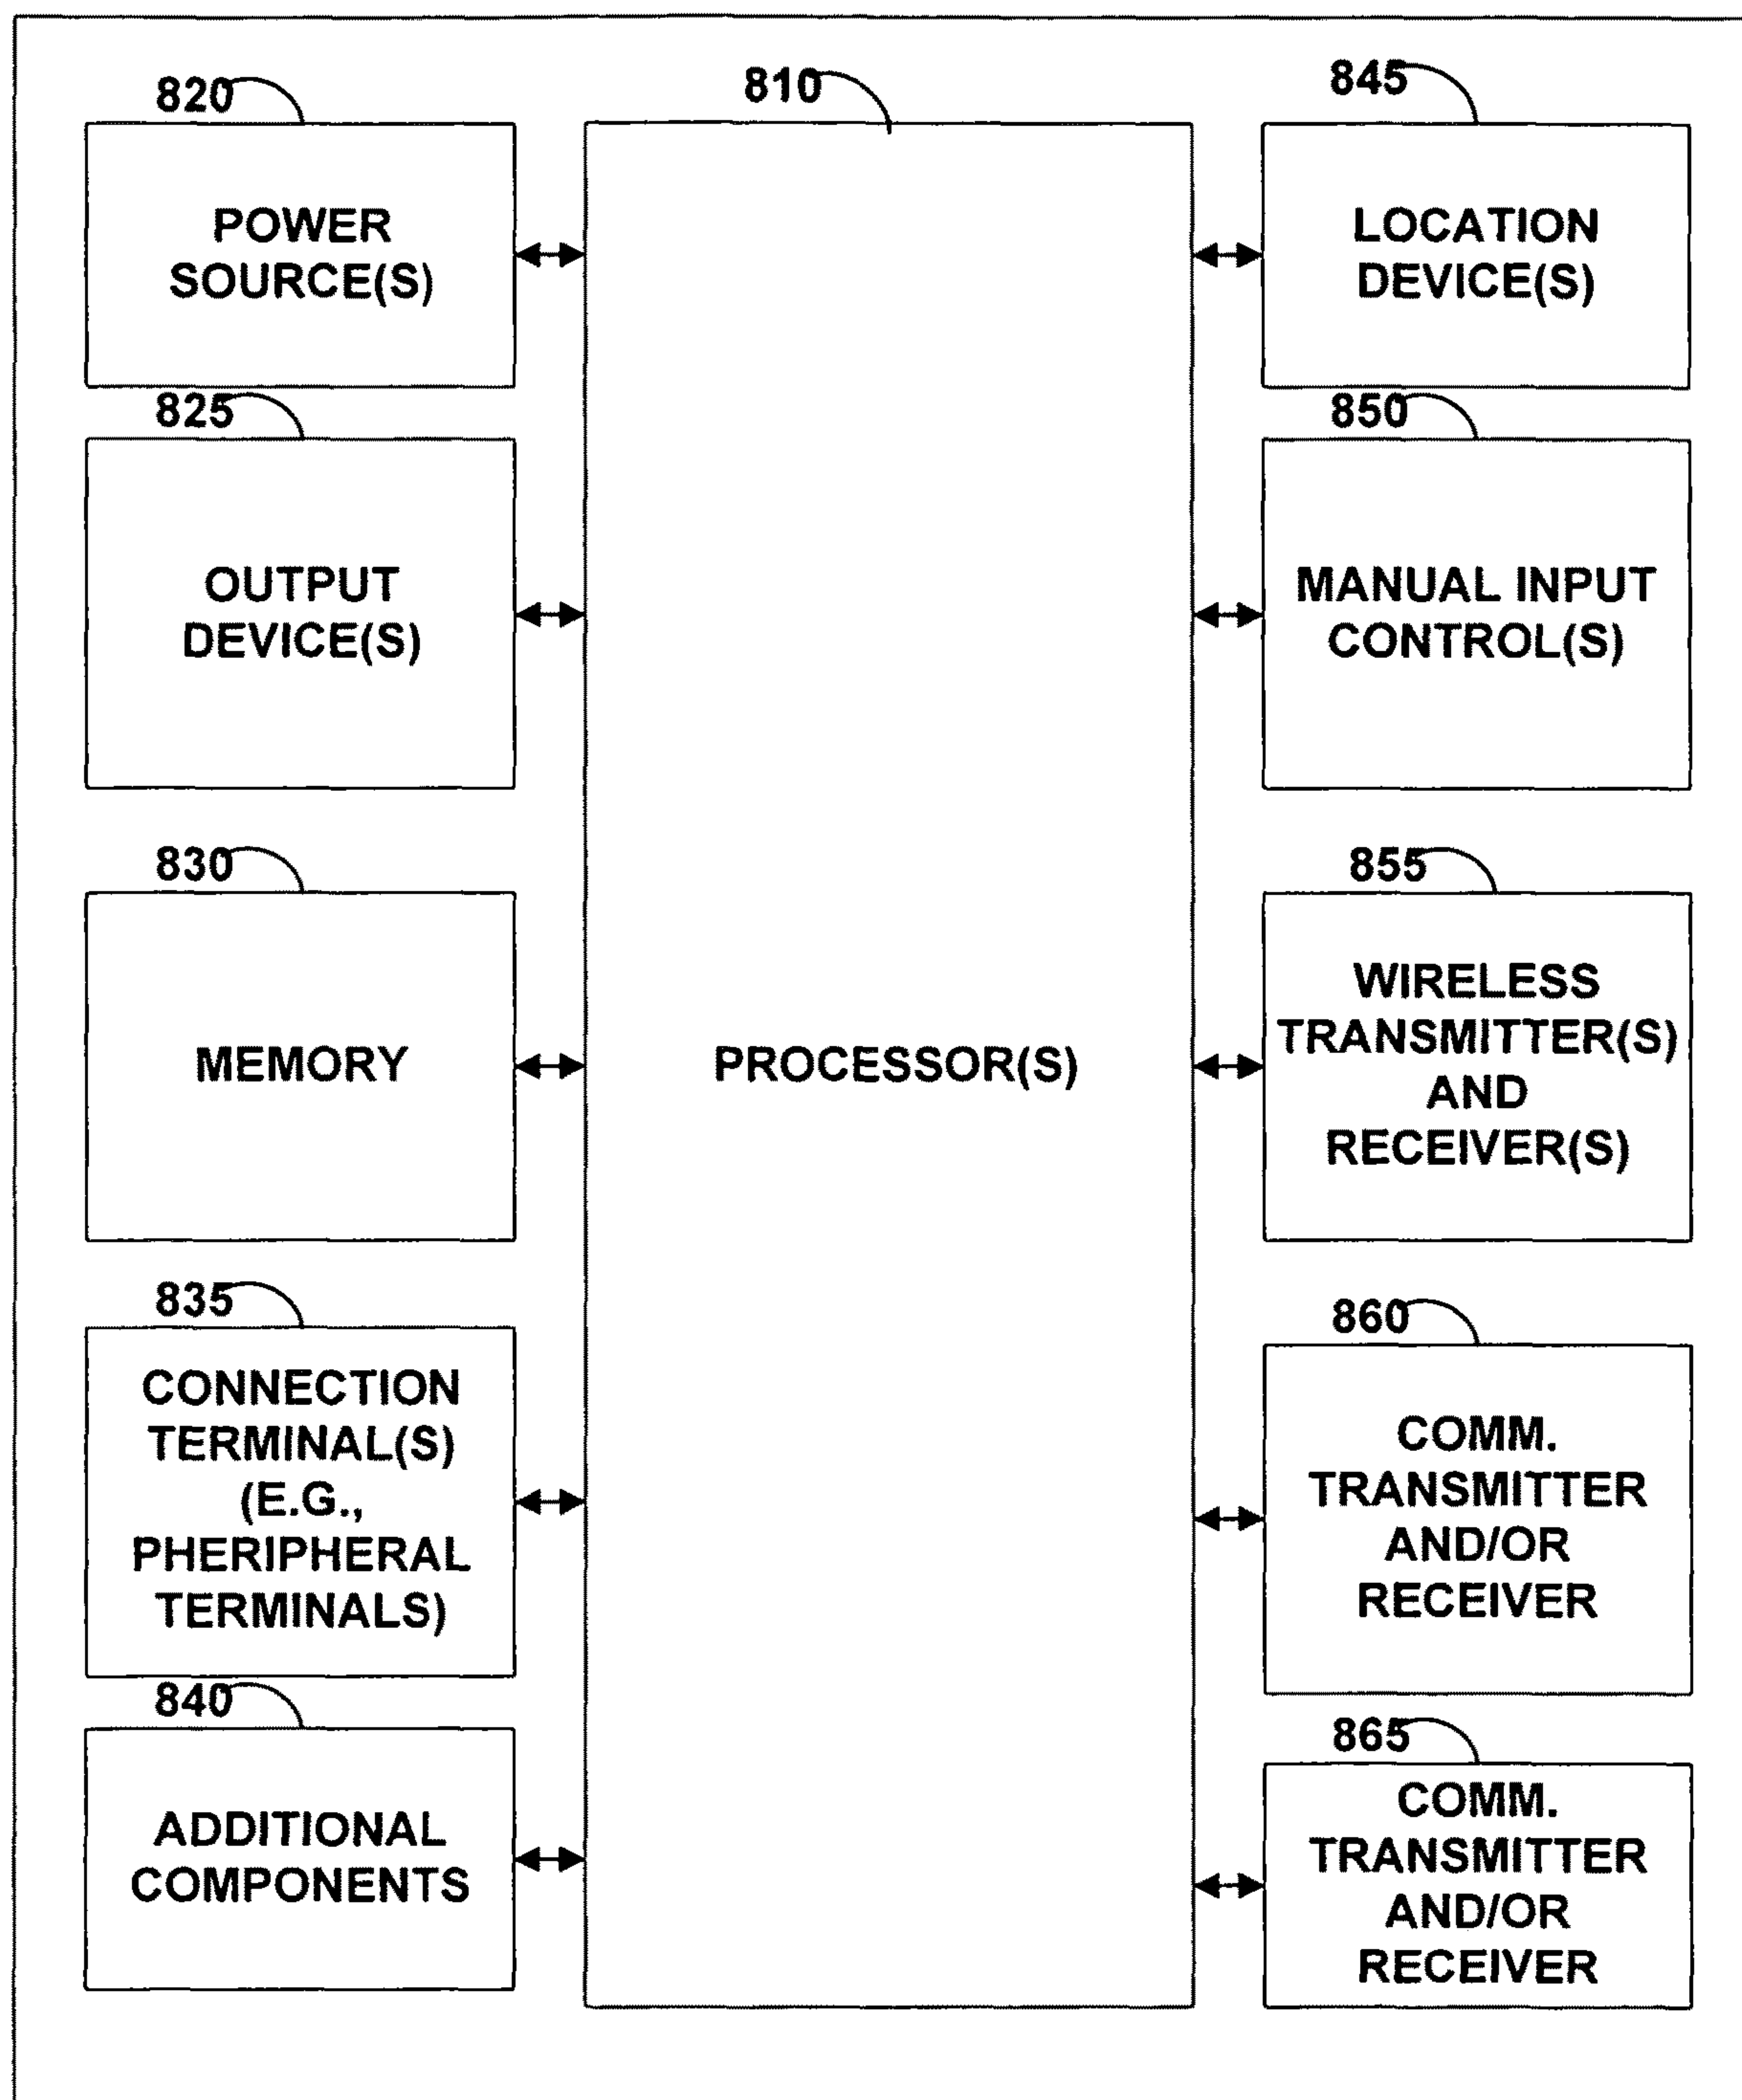 820
POWER
SOURCE(S)
825
OUTPUT
DEVICE(S)
830
MEMORY
835
CONNECTION
TERMINAL(S)
(E.G.,
PHERIPHERAL
TERMINALS)
840
ADDITIONAL
COMPONENTS
810
PROCESSOR(S)
845
LOCATION
DEVICE(S)
850
MANUAL INPUT
CONTROL(S)
855
WIRELESS
TRANSMITTER(S)
AND
RECEIVER(S)
860
COMM.
TRANSMITTER
AND/OR
RECEIVER
865
COMM.
TRANSMITTER
AND/OR
RECEIVER